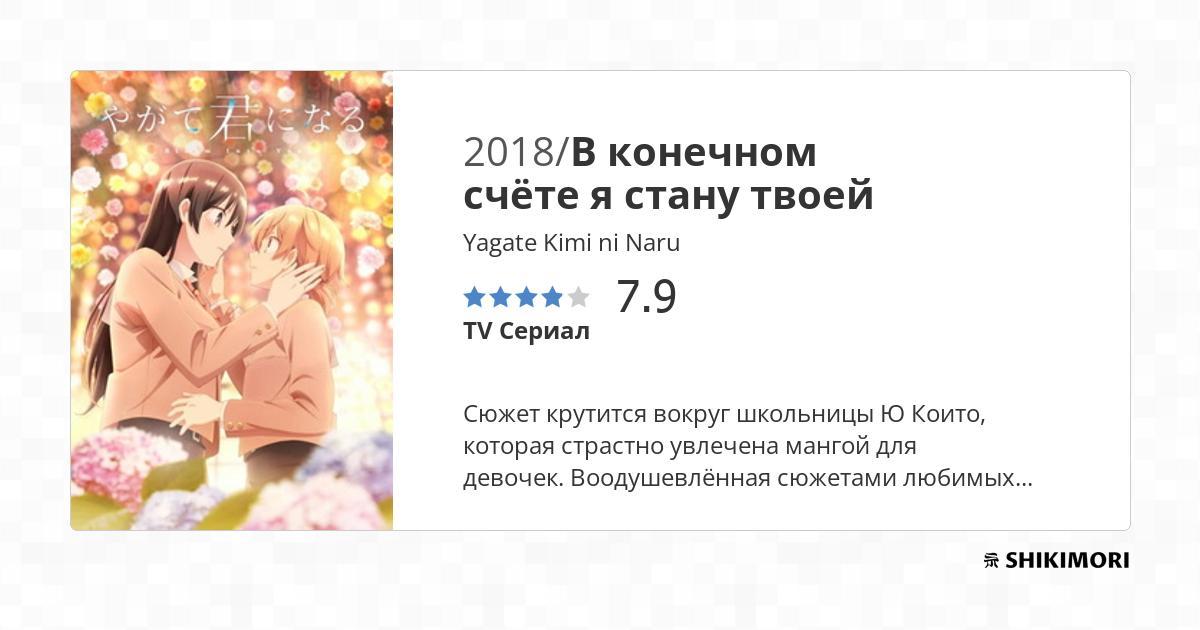 やがて君になる
2018/В конечном
счёте я стану твоей
Yagate Kimi ni Naru
7.9
TV Сериал
Сюжет крутится вокруг школьницы Ю Които,
которая страстно увлечена мангой для
девочек. Воодушевлённая сюжетами любимых...
SHIKIMORI